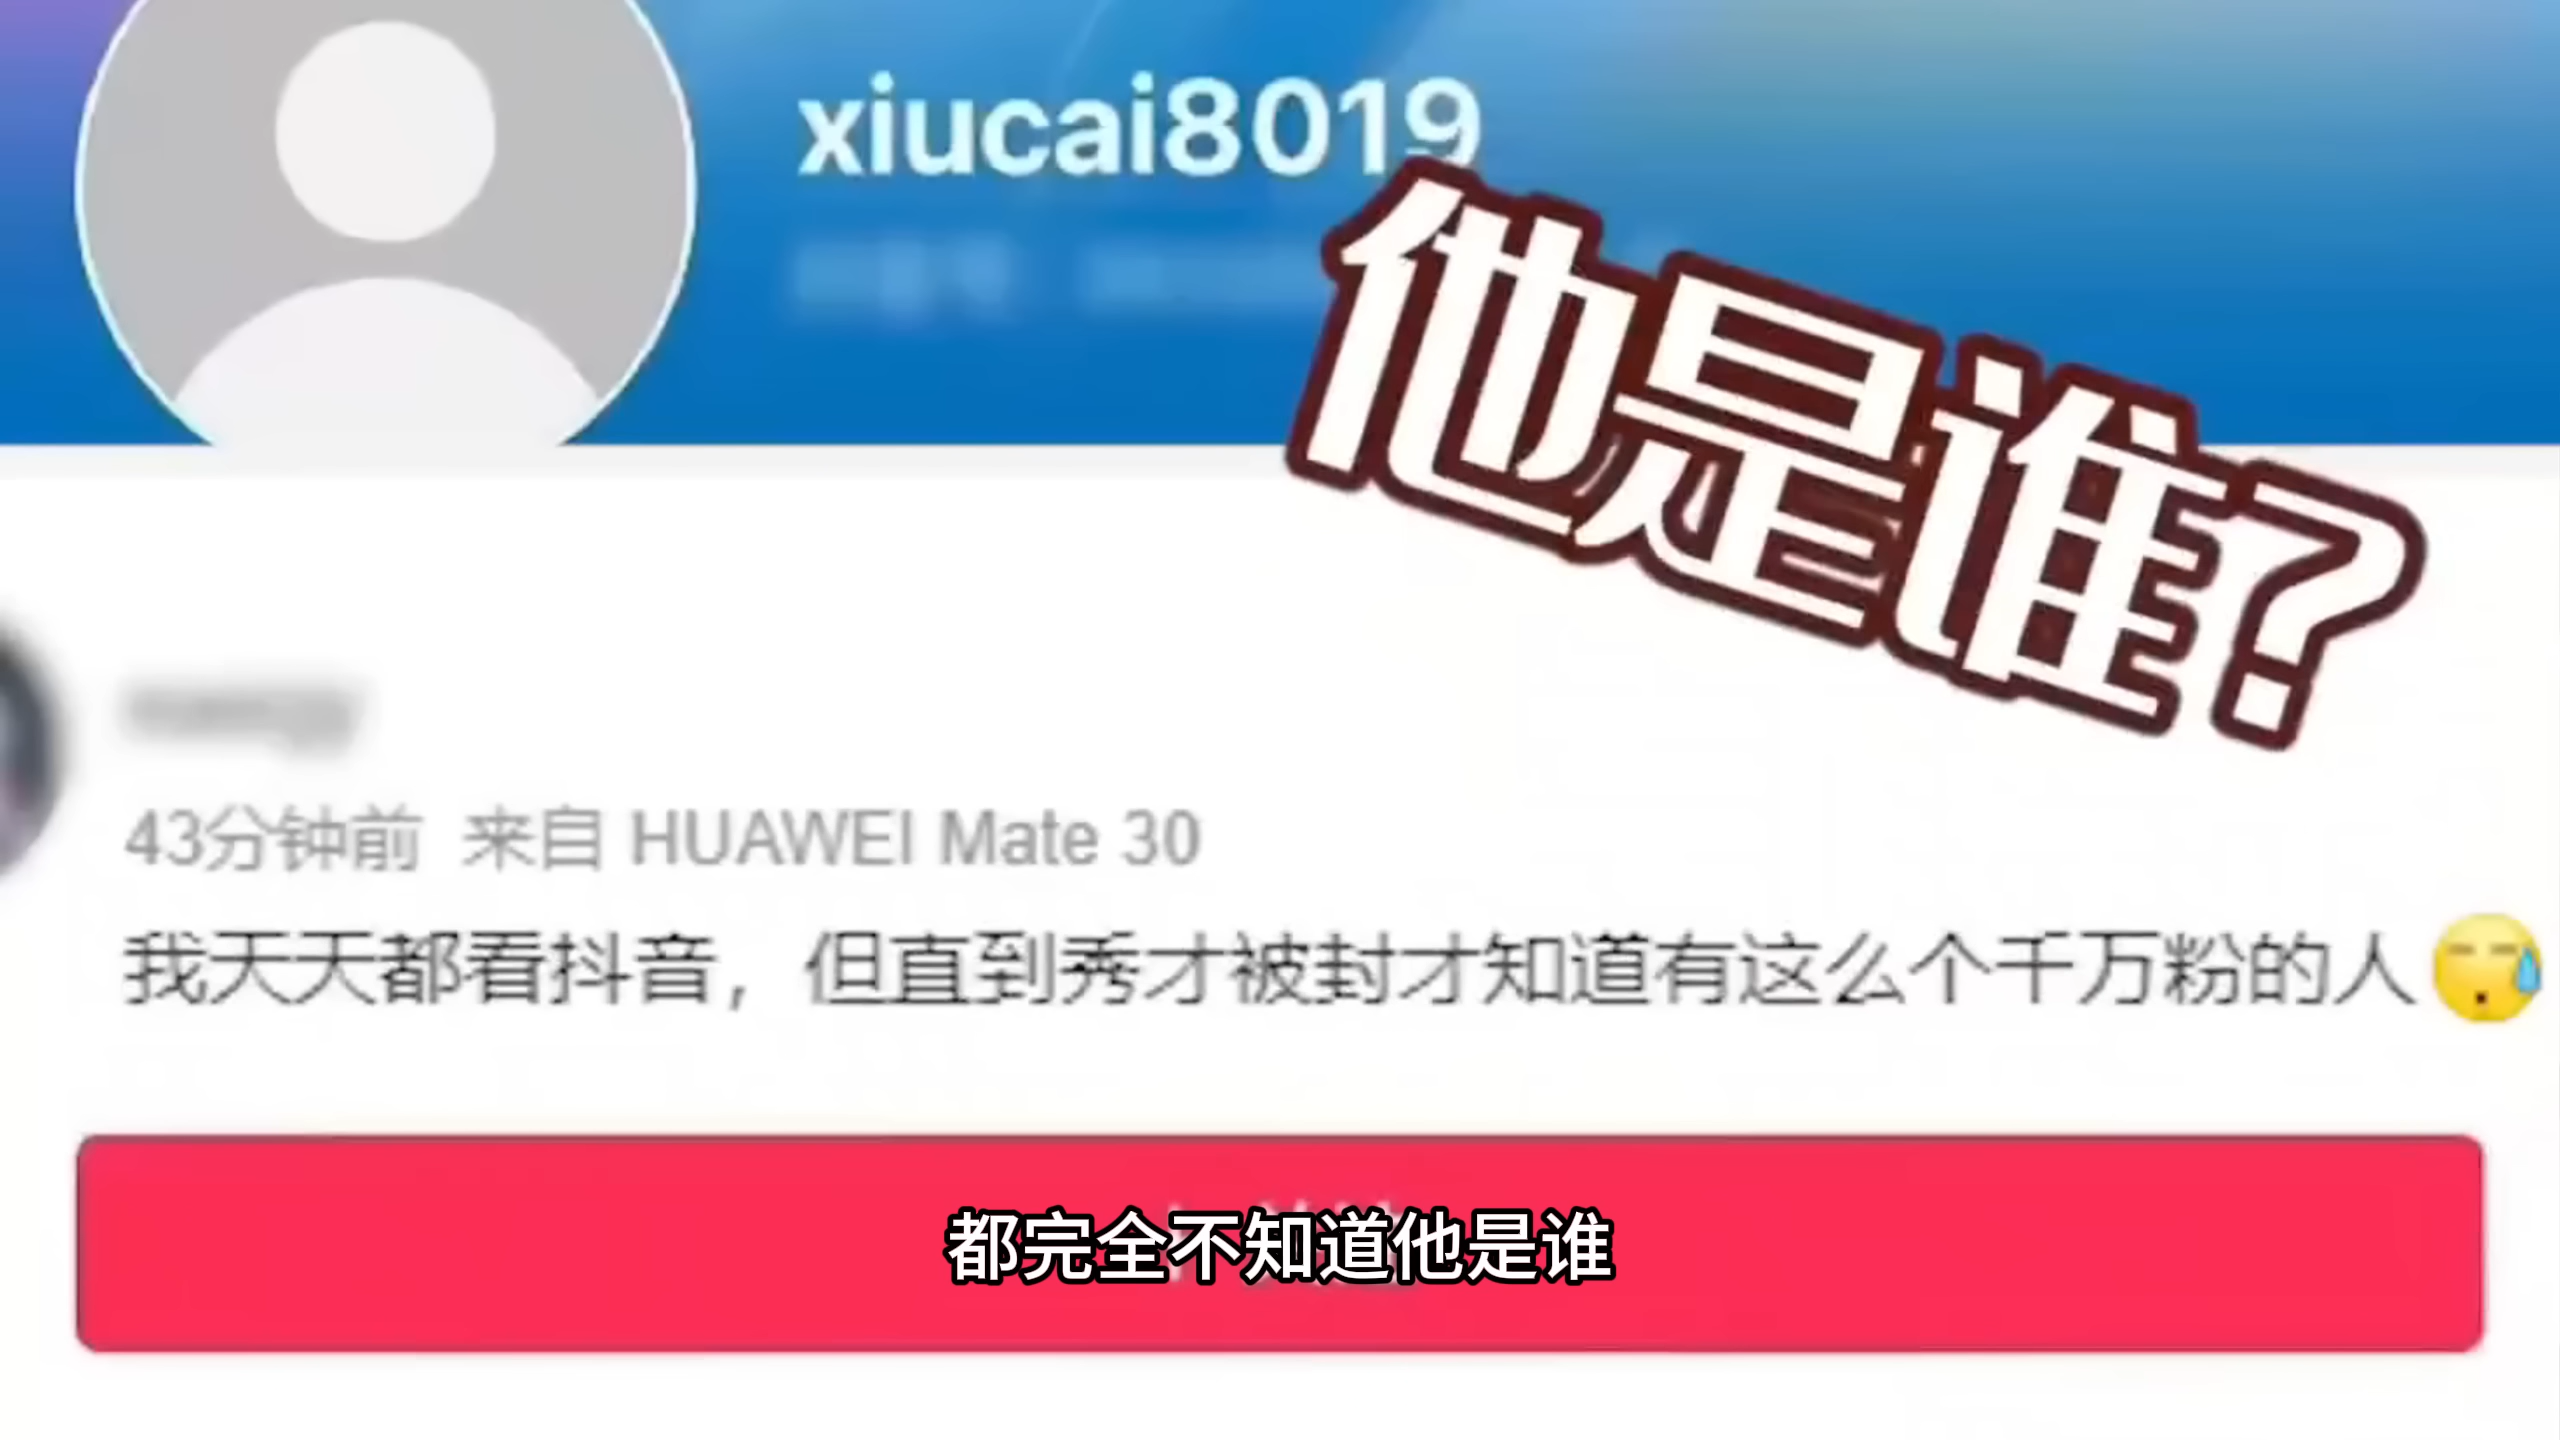 xiucai8019
他是谁?
43分钟前 来自 HUAWEI Mate 30
我天天都看抖音，但直到秀才被封才知道有这么个千万粉的人
都完全不知道他是谁